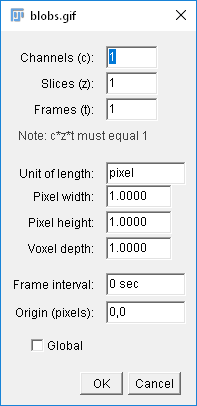 blobs.gif
Channels (c): 1
Slices (z): 1
Frames (t): 1
Note: c*z*t must equal 1
Unit of length: pixel
Pixel width: 1.0000
Pixel height: 1.0000
Voxel depth: 1.0000
Frame interval: 0 sec
Origin (pixels): 0,0
Global
OK Cancel